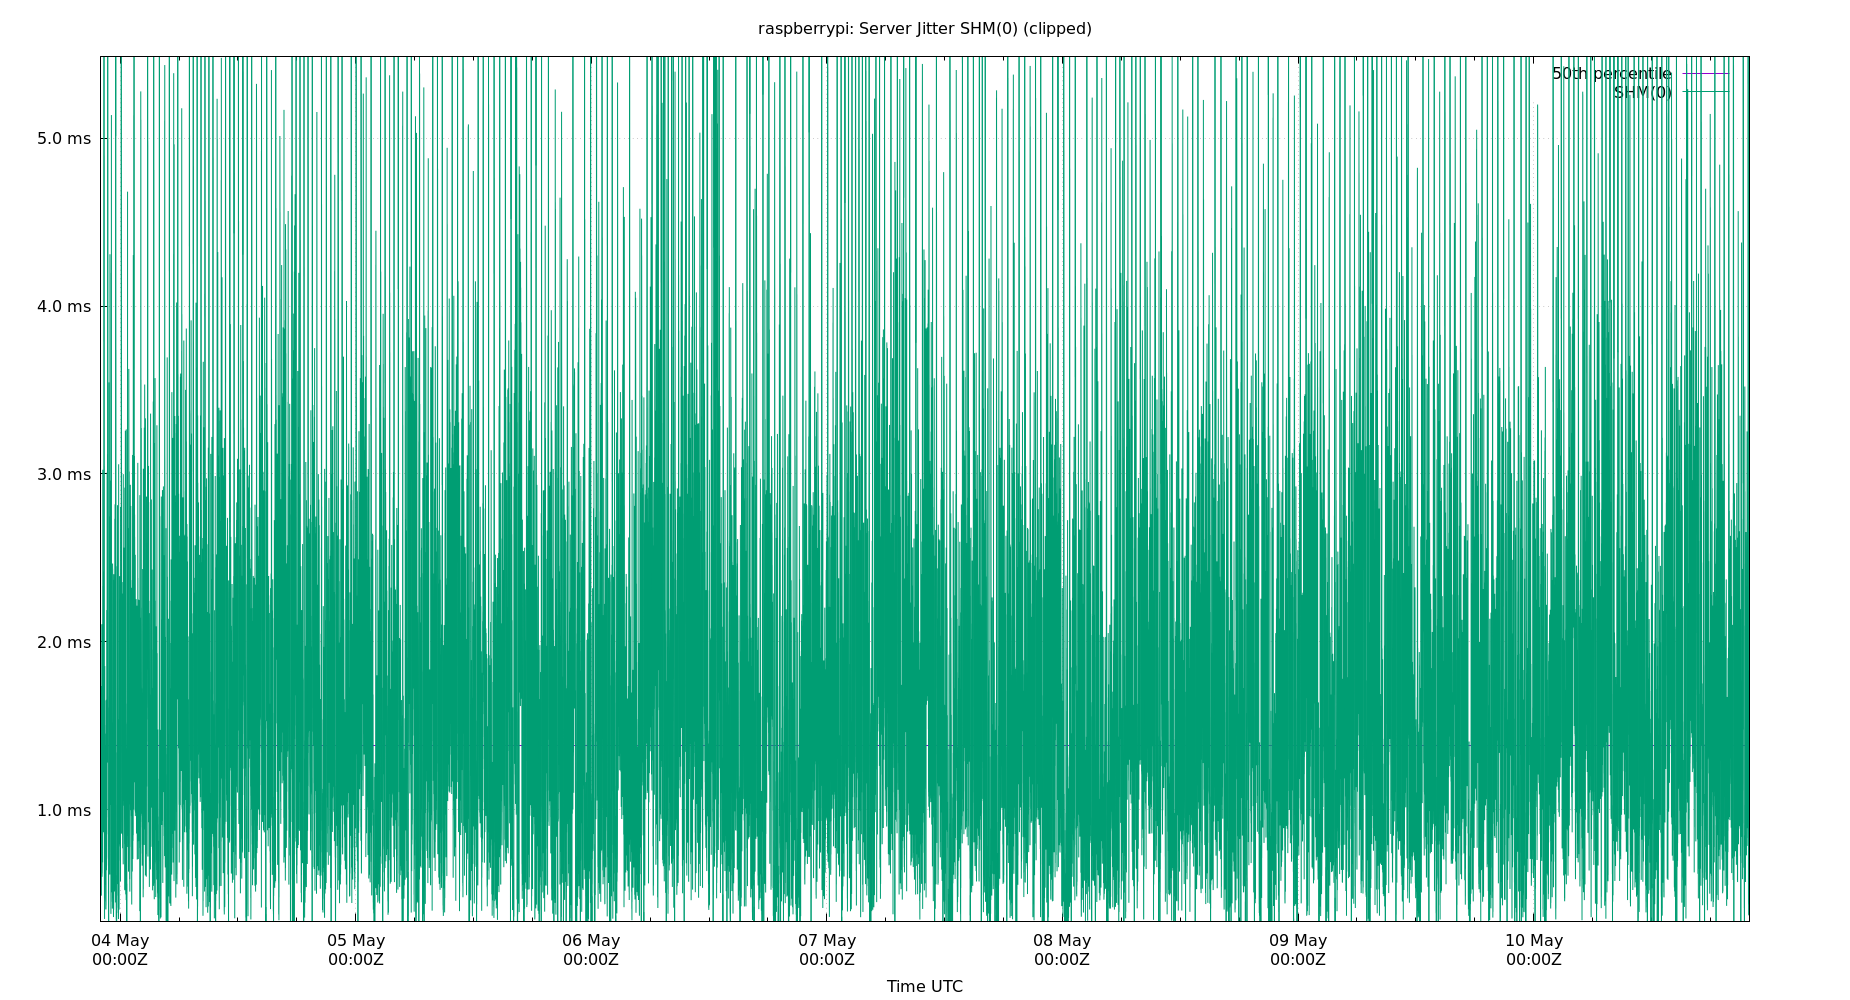 raspberrypi: Server Jitter SHM(0) (clipped)
50th percentile
SHM(0)
5.0 ms
4.0 ms
3.0 ms
2.0 ms
1.0 ms
04 May 05 May 06 May 07 May 08 May 09 May 10 May
00:00Z 00:00Z 00:00Z 00:00Z 00:00Z 00:00Z 00:00Z
Time UTC